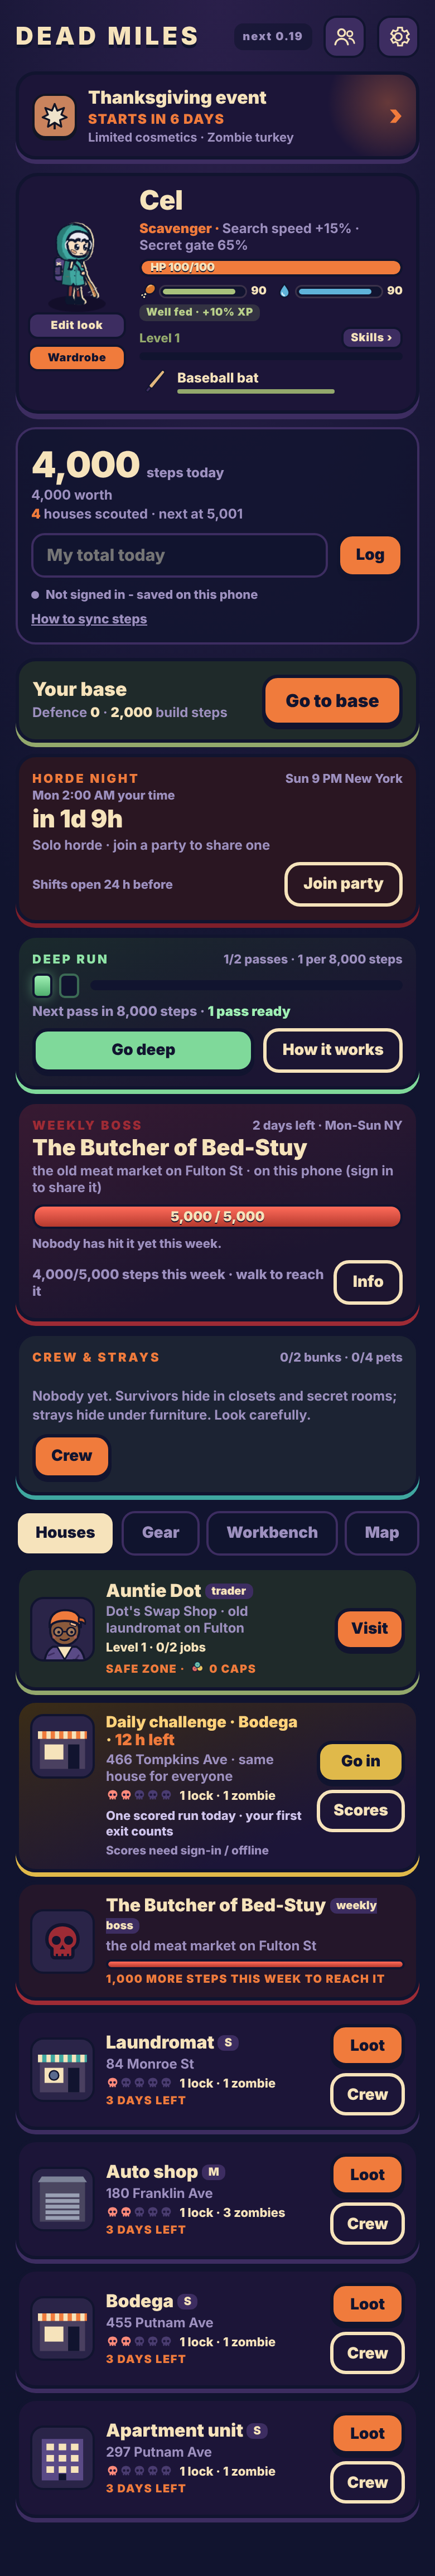 DEAD MILES
next 0.19
Thanksgiving event
STARTS IN 6 DAYS
Limited cosmetics · Zombie turkey
Cel
Scavenger · Search speed +15% ·
Secret gate 65%
HP 100/100
90
90
Well fed · +10% XP
Edit look
Level 1
Skills ›
Wardrobe
Baseball bat
4,000 steps today
4,000 worth
4 houses scouted · next at 5,001
My total today
Log
Not signed in - saved on this phone
How to sync steps
Your base
Defence 0 · 2,000 build steps
Go to base
HORDE NIGHT
Sun 9 PM New York
Mon 2:00 AM your time
in 1d 9h
Solo horde · join a party to share one
Shifts open 24 h before
Join party
DEEP RUN
1/2 passes · 1 per 8,000 steps
Next pass in 8,000 steps · 1 pass ready
Go deep
How it works
WEEKLY BOSS
2 days left · Mon-Sun NY
The Butcher of Bed-Stuy
the old meat market on Fulton St · on this phone (sign in
to share it)
5,000 / 5,000
Nobody has hit it yet this week.
4,000/5,000 steps this week · walk to reach
it
Info
CREW & STRAYS
0/2 bunks · 0/4 pets
Nobody yet. Survivors hide in closets and secret rooms;
strays hide under furniture. Look carefully.
Crew
Houses
Gear
Workbench
Map
Auntie Dot trader
Dot's Swap Shop · old
laundromat on Fulton
Level 1 · 0/2 jobs
SAFE ZONE · 0 CAPS
Visit
Daily challenge · Bodega
· 12 h left
466 Tompkins Ave · same
house for everyone
1 lock · 1 zombie
One scored run today · your first
exit counts
Scores need sign-in / offline
Go in
Scores
The Butcher of Bed-Stuy weekly
boss
the old meat market on Fulton St
1,000 MORE STEPS THIS WEEK TO REACH IT
Laundromat S
84 Monroe St
1 lock · 1 zombie
3 DAYS LEFT
Loot
Crew
Auto shop M
180 Franklin Ave
1 lock · 3 zombies
3 DAYS LEFT
Loot
Crew
Bodega S
455 Putnam Ave
1 lock · 1 zombie
3 DAYS LEFT
Loot
Crew
Apartment unit S
297 Putnam Ave
1 lock · 1 zombie
3 DAYS LEFT
Loot
Crew